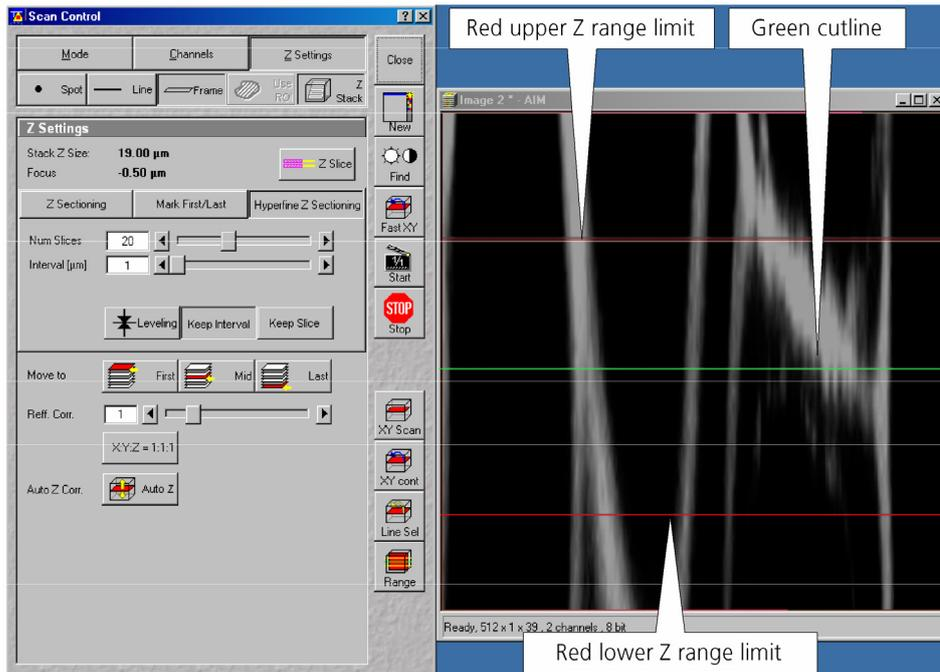 Scan Control
Mode
Channels
Z Settings
Spot
Line
Frame
Use
ROI
Z
Stack
Z Settings
Stack Z Size: 19.00 µm
Focus -0.50 µm
Z Slice
Z Sectioning
Mark First/Last
Hyperfine Z Sectioning
Num Slices 20
Interval [µm] 1
Leveling
Keep Interval
Keep Slice
Move to
First
Mid
Last
Reff. Corr. 1
X:Y:Z = 1:1:1
Auto Z Corr.
Auto Z
Close
New
Find
Fast XY
1/1
Start
STOP
Stop
XY Scan
XY cont
Line Sel
Range
Red upper Z range limit
Green cutline
Image 2 * - AIM
Ready, 512 x 1 x 39 , 2 channels , 8 bit
Red lower Z range limit